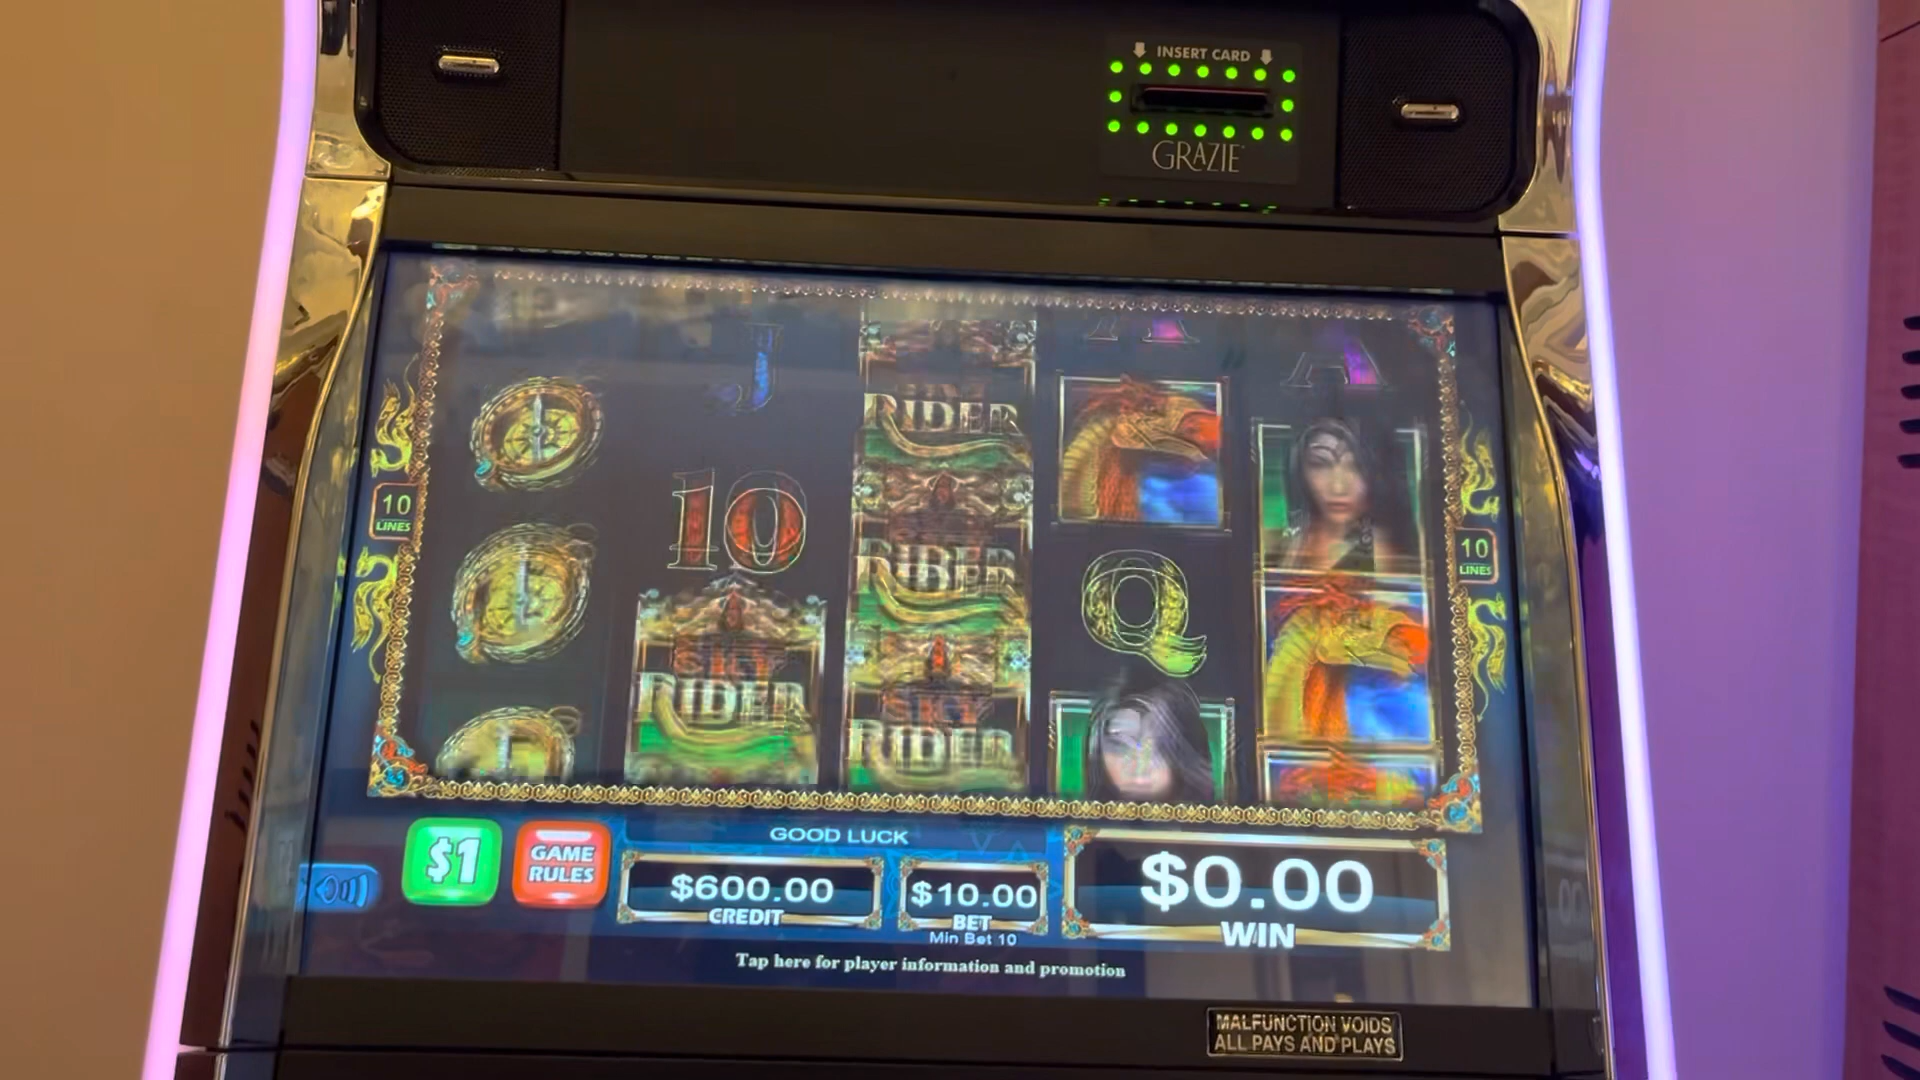 INSERT CARD
GRAZIE
J
A
RIDER
10
LINES
10
RIDER
10
LINES
Q
SKY
RIDER
SKY
RIDER
GOOD LUCK
$1
GAME
RULES
$600.00
CREDIT
$10.00
BET
Min Bet 10
$0.00
WIN
Tap here for player information and promotion
MALFUNCTION VOIDS
ALL PAYS AND PLAYS